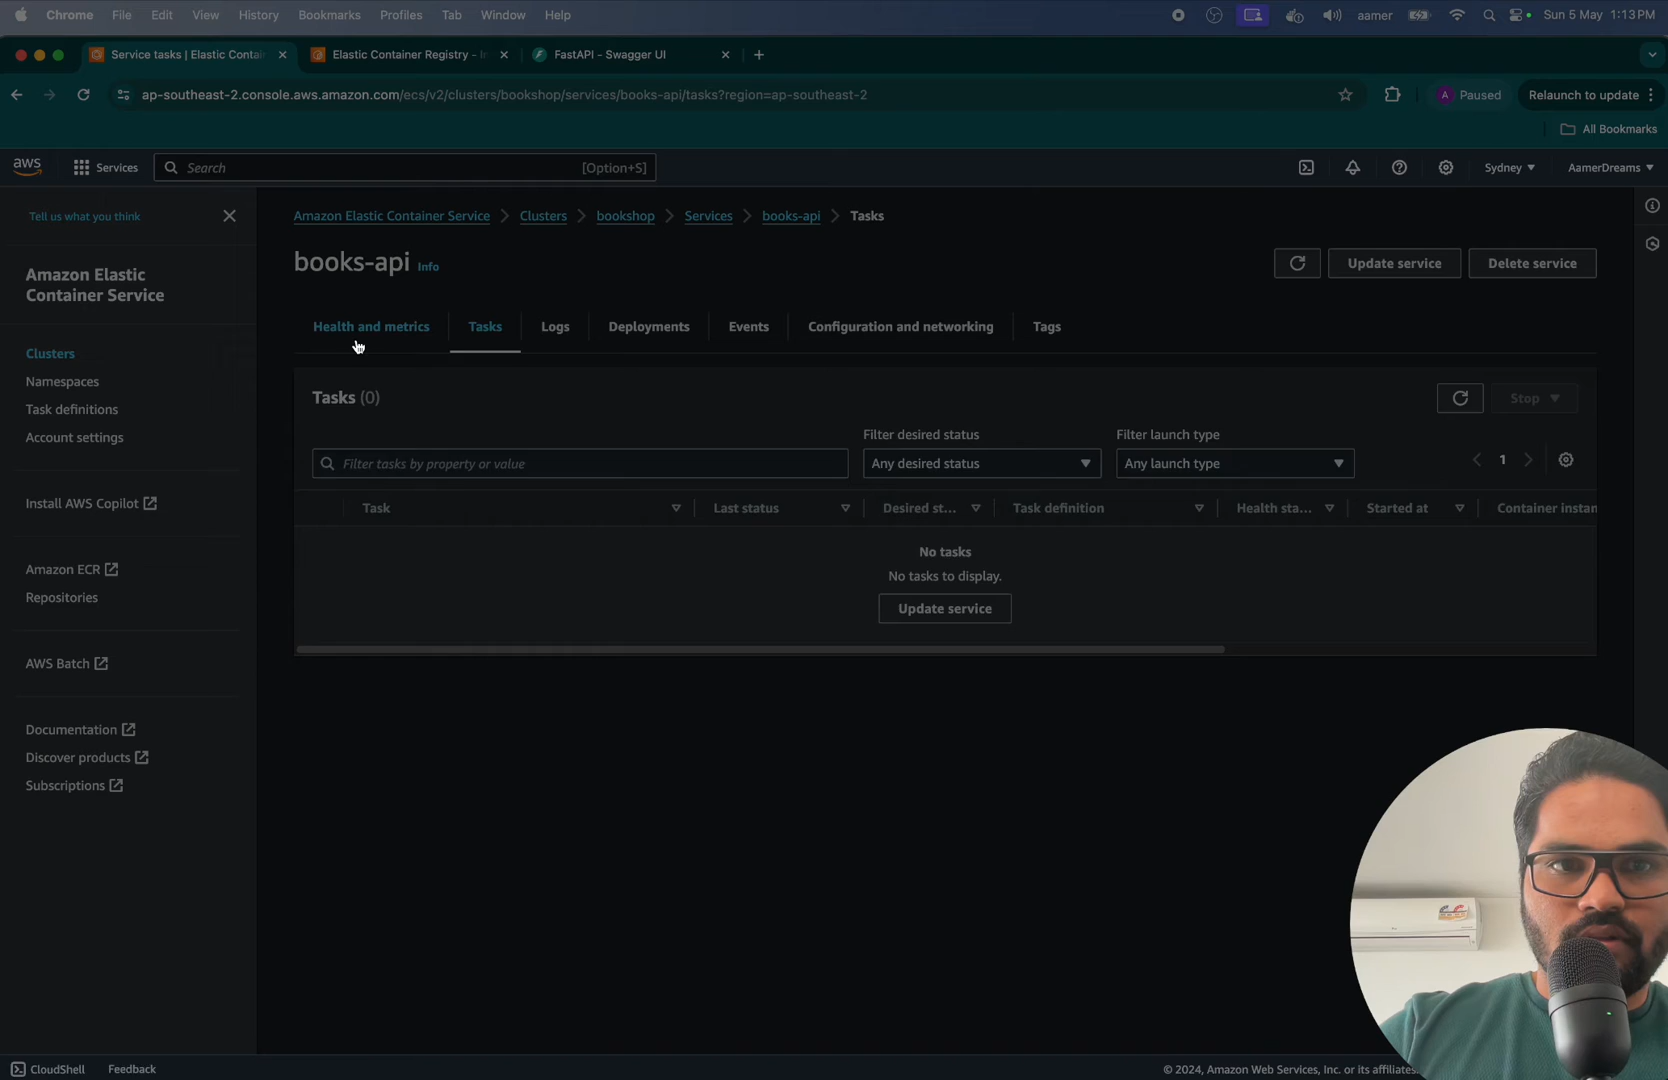 Chrome File Edit View History Bookmarks Profiles Tab Window Help aamer Sun 5 May 1:13PM
Service tasks | Elastic Contai Elastic Container Registry - I FastAPI - Swagger UI
ap-southeast-2.console.aws.amazon.com/ecs/v2/clusters/bookshop/services/books-api/tasks?region=ap-southeast-2 A Paused Relaunch to update
All Bookmarks
aws Services Search [Option+S] Sydney AamerDreams
Tell us what you think
Amazon Elastic Container Service
Clusters
Namespaces
Task definitions
Account settings
Install AWS Copilot
Amazon ECR
Repositories
AWS Batch
Documentation
Discover products
Subscriptions
Amazon Elastic Container Service > Clusters > bookshop > Services > books-api > Tasks
books-api Info Update service Delete service
Health and metrics Tasks Logs Deployments Events Configuration and networking Tags
Tasks (0) Stop
Filter desired status Filter launch type
Filter tasks by property or value Any desired status Any launch type 1
Task Last status Desired st... Task definition Health sta... Started at Container instan
No tasks
No tasks to display.
Update service
CloudShell Feedback © 2024, Amazon Web Services, Inc. or its affiliates.